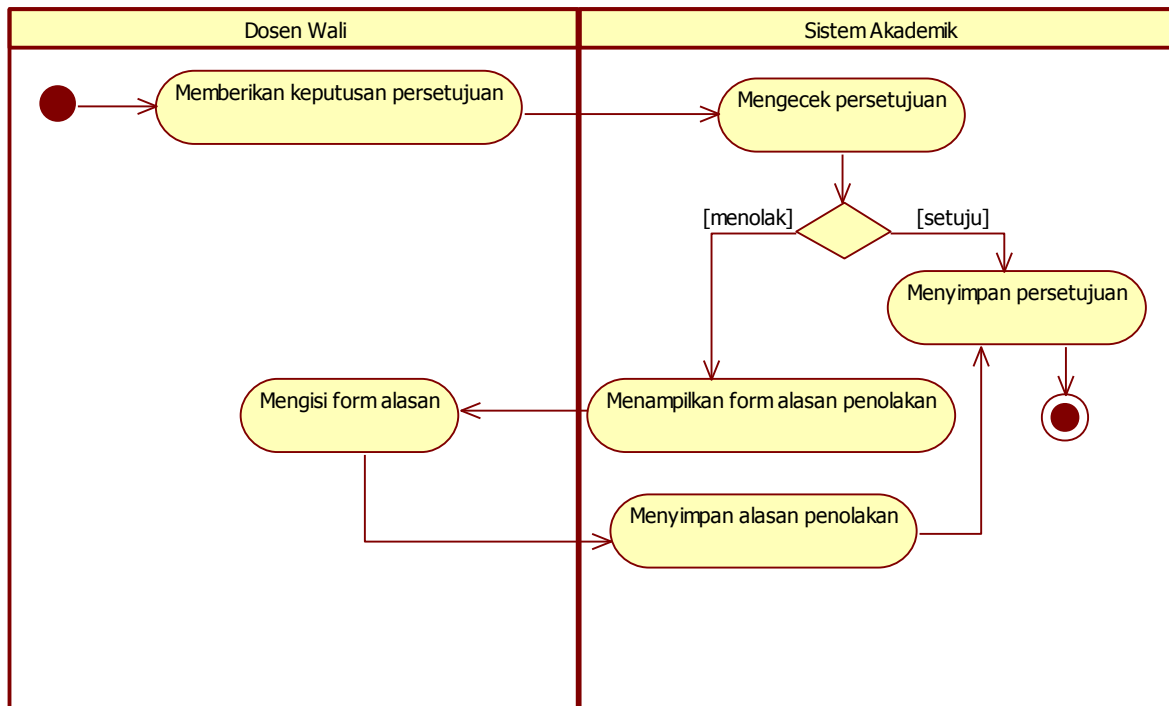 Dosen Wali
Sistem Akademik
Memberikan keputusan persetujuan
Mengecek persetujuan
[menolak]
[setuju]
Menyimpan persetujuan
Mengisi form alasan
Menampilkan form alasan penolakan
Menyimpan alasan penolakan